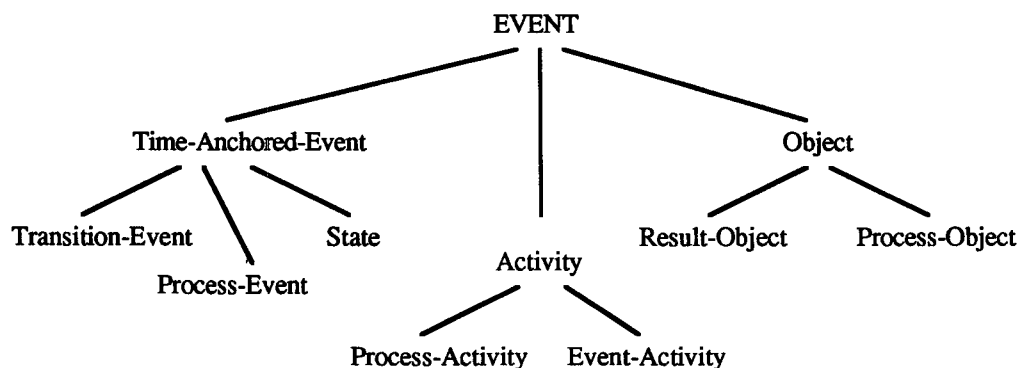 EVENT
Time-Anchored-Event
Object
Transition-Event
State
Result-Object
Process-Object
Activity
Process-Event
Process-Activity
Event-Activity